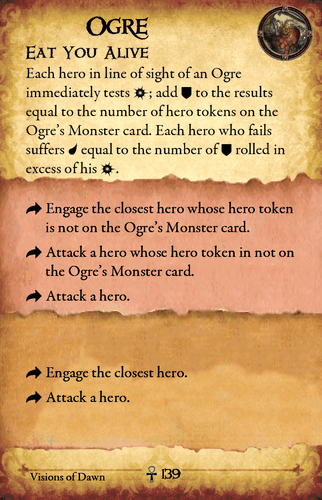 Ogre
Eat You Alive
Each hero in line of sight of an Ogre
immediately tests ; add to the results
equal to the number of hero tokens on the
Ogre's Monster card. Each hero who fails
suffers equal to the number of rolled in
excess of his .
Engage the closest hero whose hero token
is not on the Ogre's Monster card.
Attack a hero whose hero token in not on
the Ogre's Monster card.
Attack a hero.
Engage the closest hero.
Attack a hero.
Visions of Dawn 139